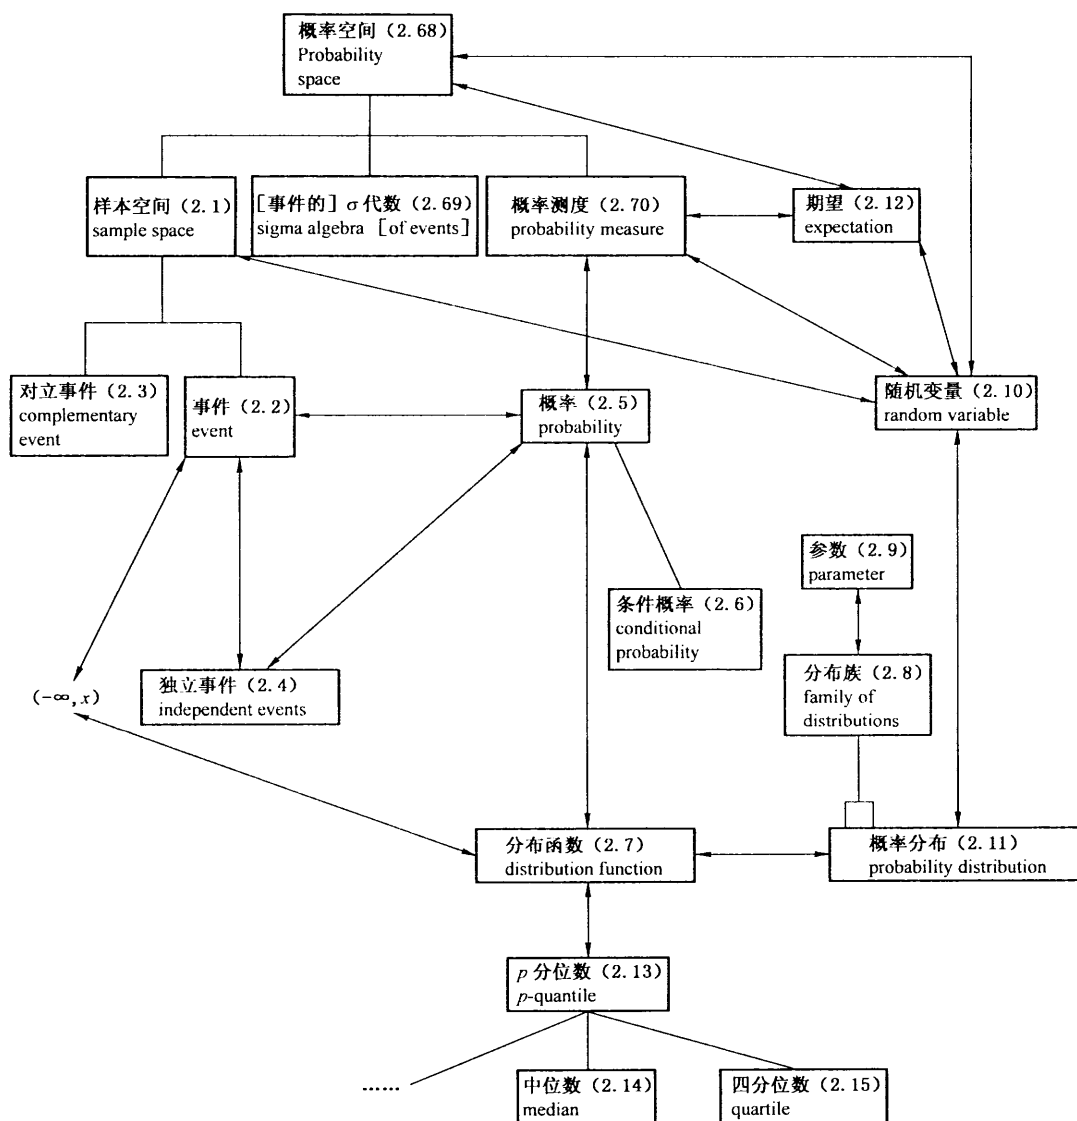 概率空间（2.68）
Probability
space
样本空间（2.1）
sample space
［事件的］σ代数（2.69）
sigma algebra ［of events］
概率测度（2.70）
probability measure
期望（2.12）
expectation
对立事件（2.3）
complementary
event
事件（2.2）
event
概率（2.5）
probability
随机变量（2.10）
random variable
参数（2.9）
parameter
条件概率（2.6）
conditional
probability
分布族（2.8）
family of
distributions
(-∞,x)
独立事件（2.4）
independent events
分布函数（2.7）
distribution function
概率分布（2.11）
probability distribution
p分位数（2.13）
p-quantile
……
中位数（2.14）
median
四分位数（2.15）
quartile